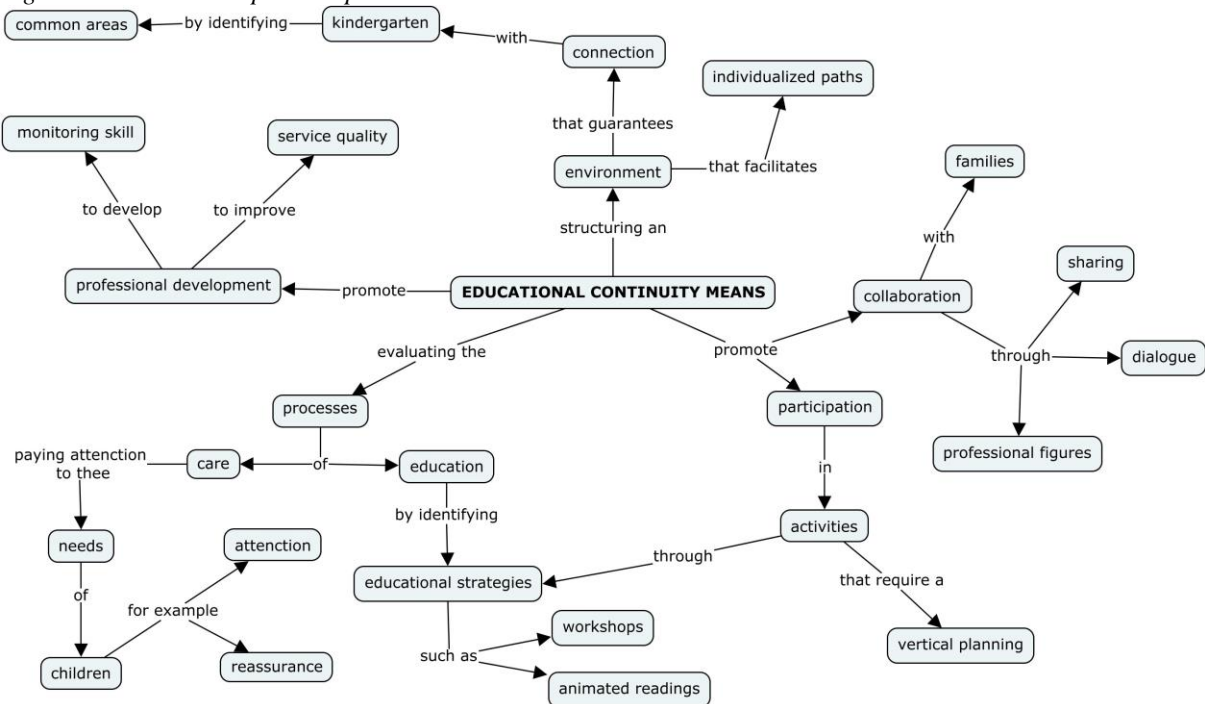 common areas
by identifying
kindergarten
with
connection
individualized paths
that guarantees
monitoring skill
service quality
environment
that facilitates
families
to develop
to improve
structuring an
with
sharing
professional development
promote
EDUCATIONAL CONTINUITY MEANS
collaboration
evaluating the
promote
through
dialogue
processes
participation
professional figures
paying attention
to thee
care
of
education
in
by identifying
activities
needs
attenction
through
educational strategies
that require a
of
for example
workshops
vertical planning
such as
children
reassurance
animated readings